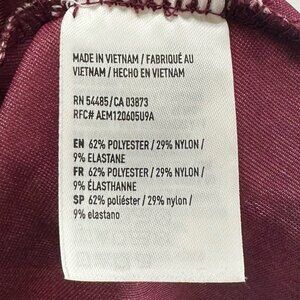 MADE IN VIETNAM / FABRIQUÉ AU
VIETNAM / HECHO EN VIETNAM
RN 54485/CA 03873
RFC# AEM120605U9A
EN 62% POLYESTER / 29% NYLON /
9% ELASTANE
FR 62% POLYESTER / 29% NYLON /
9% ÉLASTHANNE
SP 62% poliéster / 29% nylon /
9% elastano